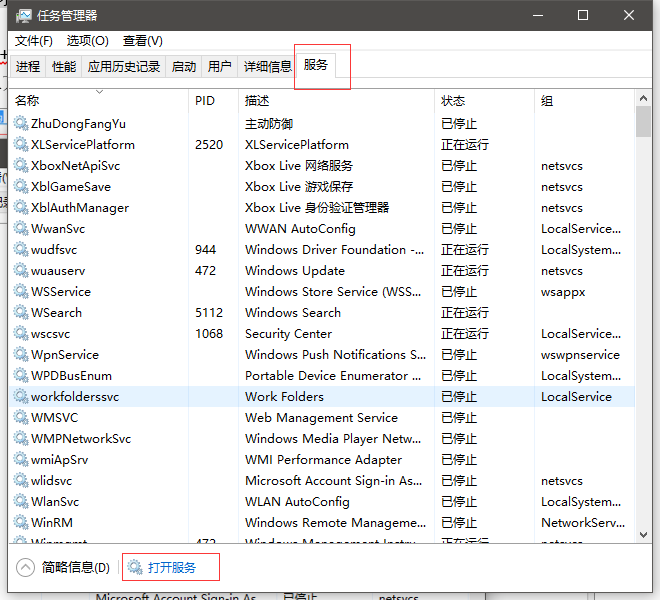 任务管理器
文件(F) 选项(O) 查看(V)
进程 性能 应用历史记录 启动 用户 详细信息 服务
名称 PID 描述 状态 组
ZhuDongFangYu 主动防御 已停止
XLServicePlatform 2520 XLServicePlatform 正在运行
XboxNetApiSvc Xbox Live 网络服务 已停止 netsvcs
XblGameSave Xbox Live 游戏保存 已停止 netsvcs
XblAuthManager Xbox Live 身份验证管理器 已停止 netsvcs
WwanSvc WWAN AutoConfig 已停止 LocalService...
wudfsvc 944 Windows Driver Foundation -... 正在运行 LocalSystem...
wuauserv 472 Windows Update 正在运行 netsvcs
WSService Windows Store Service (WSS... 已停止 wsappx
WSearch 5112 Windows Search 正在运行
wscsvc 1068 Security Center 正在运行 LocalService...
WpnService Windows Push Notifications S... 已停止 wswpnservice
WPDBusEnum Portable Device Enumerator ... 已停止 LocalSystem...
workfolderssvc Work Folders 已停止 LocalService
WMSVC Web Management Service 已停止
WMPNetworkSvc Windows Media Player Netw... 已停止
wmiApSrv WMI Performance Adapter 已停止
wlidsvc Microsoft Account Sign-in As... 已停止 netsvcs
WlanSvc WLAN AutoConfig 已停止 LocalSystem...
WinRM Windows Remote Manageme... 已停止 NetworkServ...
Winmgmt 472 Windows Management Instru... 正在运行 netsvcs
简略信息(D) 打开服务
Microsoft Account Sign-in As 已停止 netsvcs